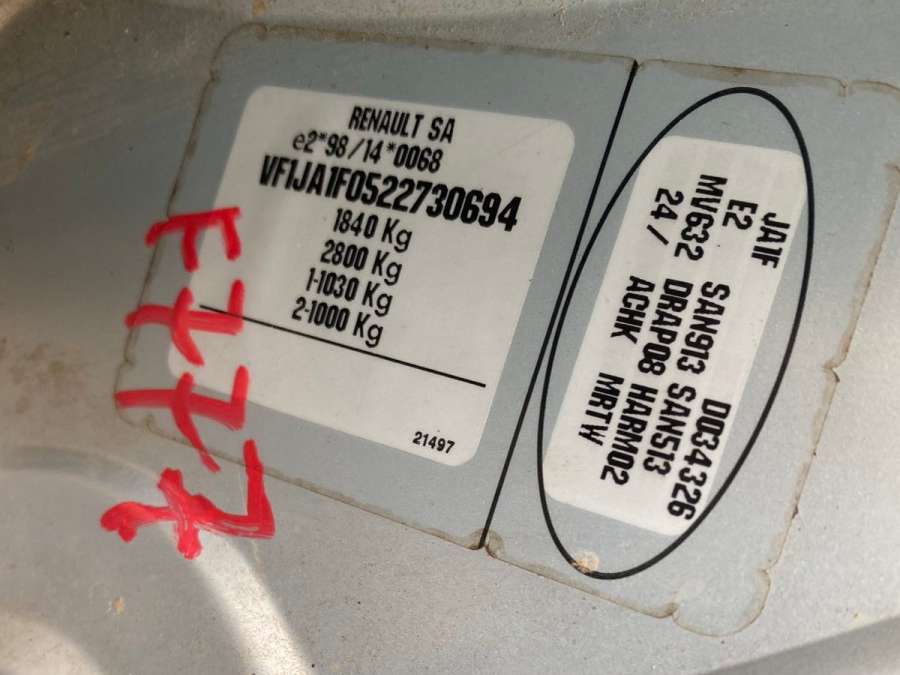 RENAULT SA
e2*98/14*0068
VF1JA1F0522730694
1840 Kg
2800 Kg
1-1030 Kg
2-1000 Kg
21497
JA1F SAN913 D034326
E2 DRAP08 SAN513
MV632 ACHK HARM02
24 / MRTW